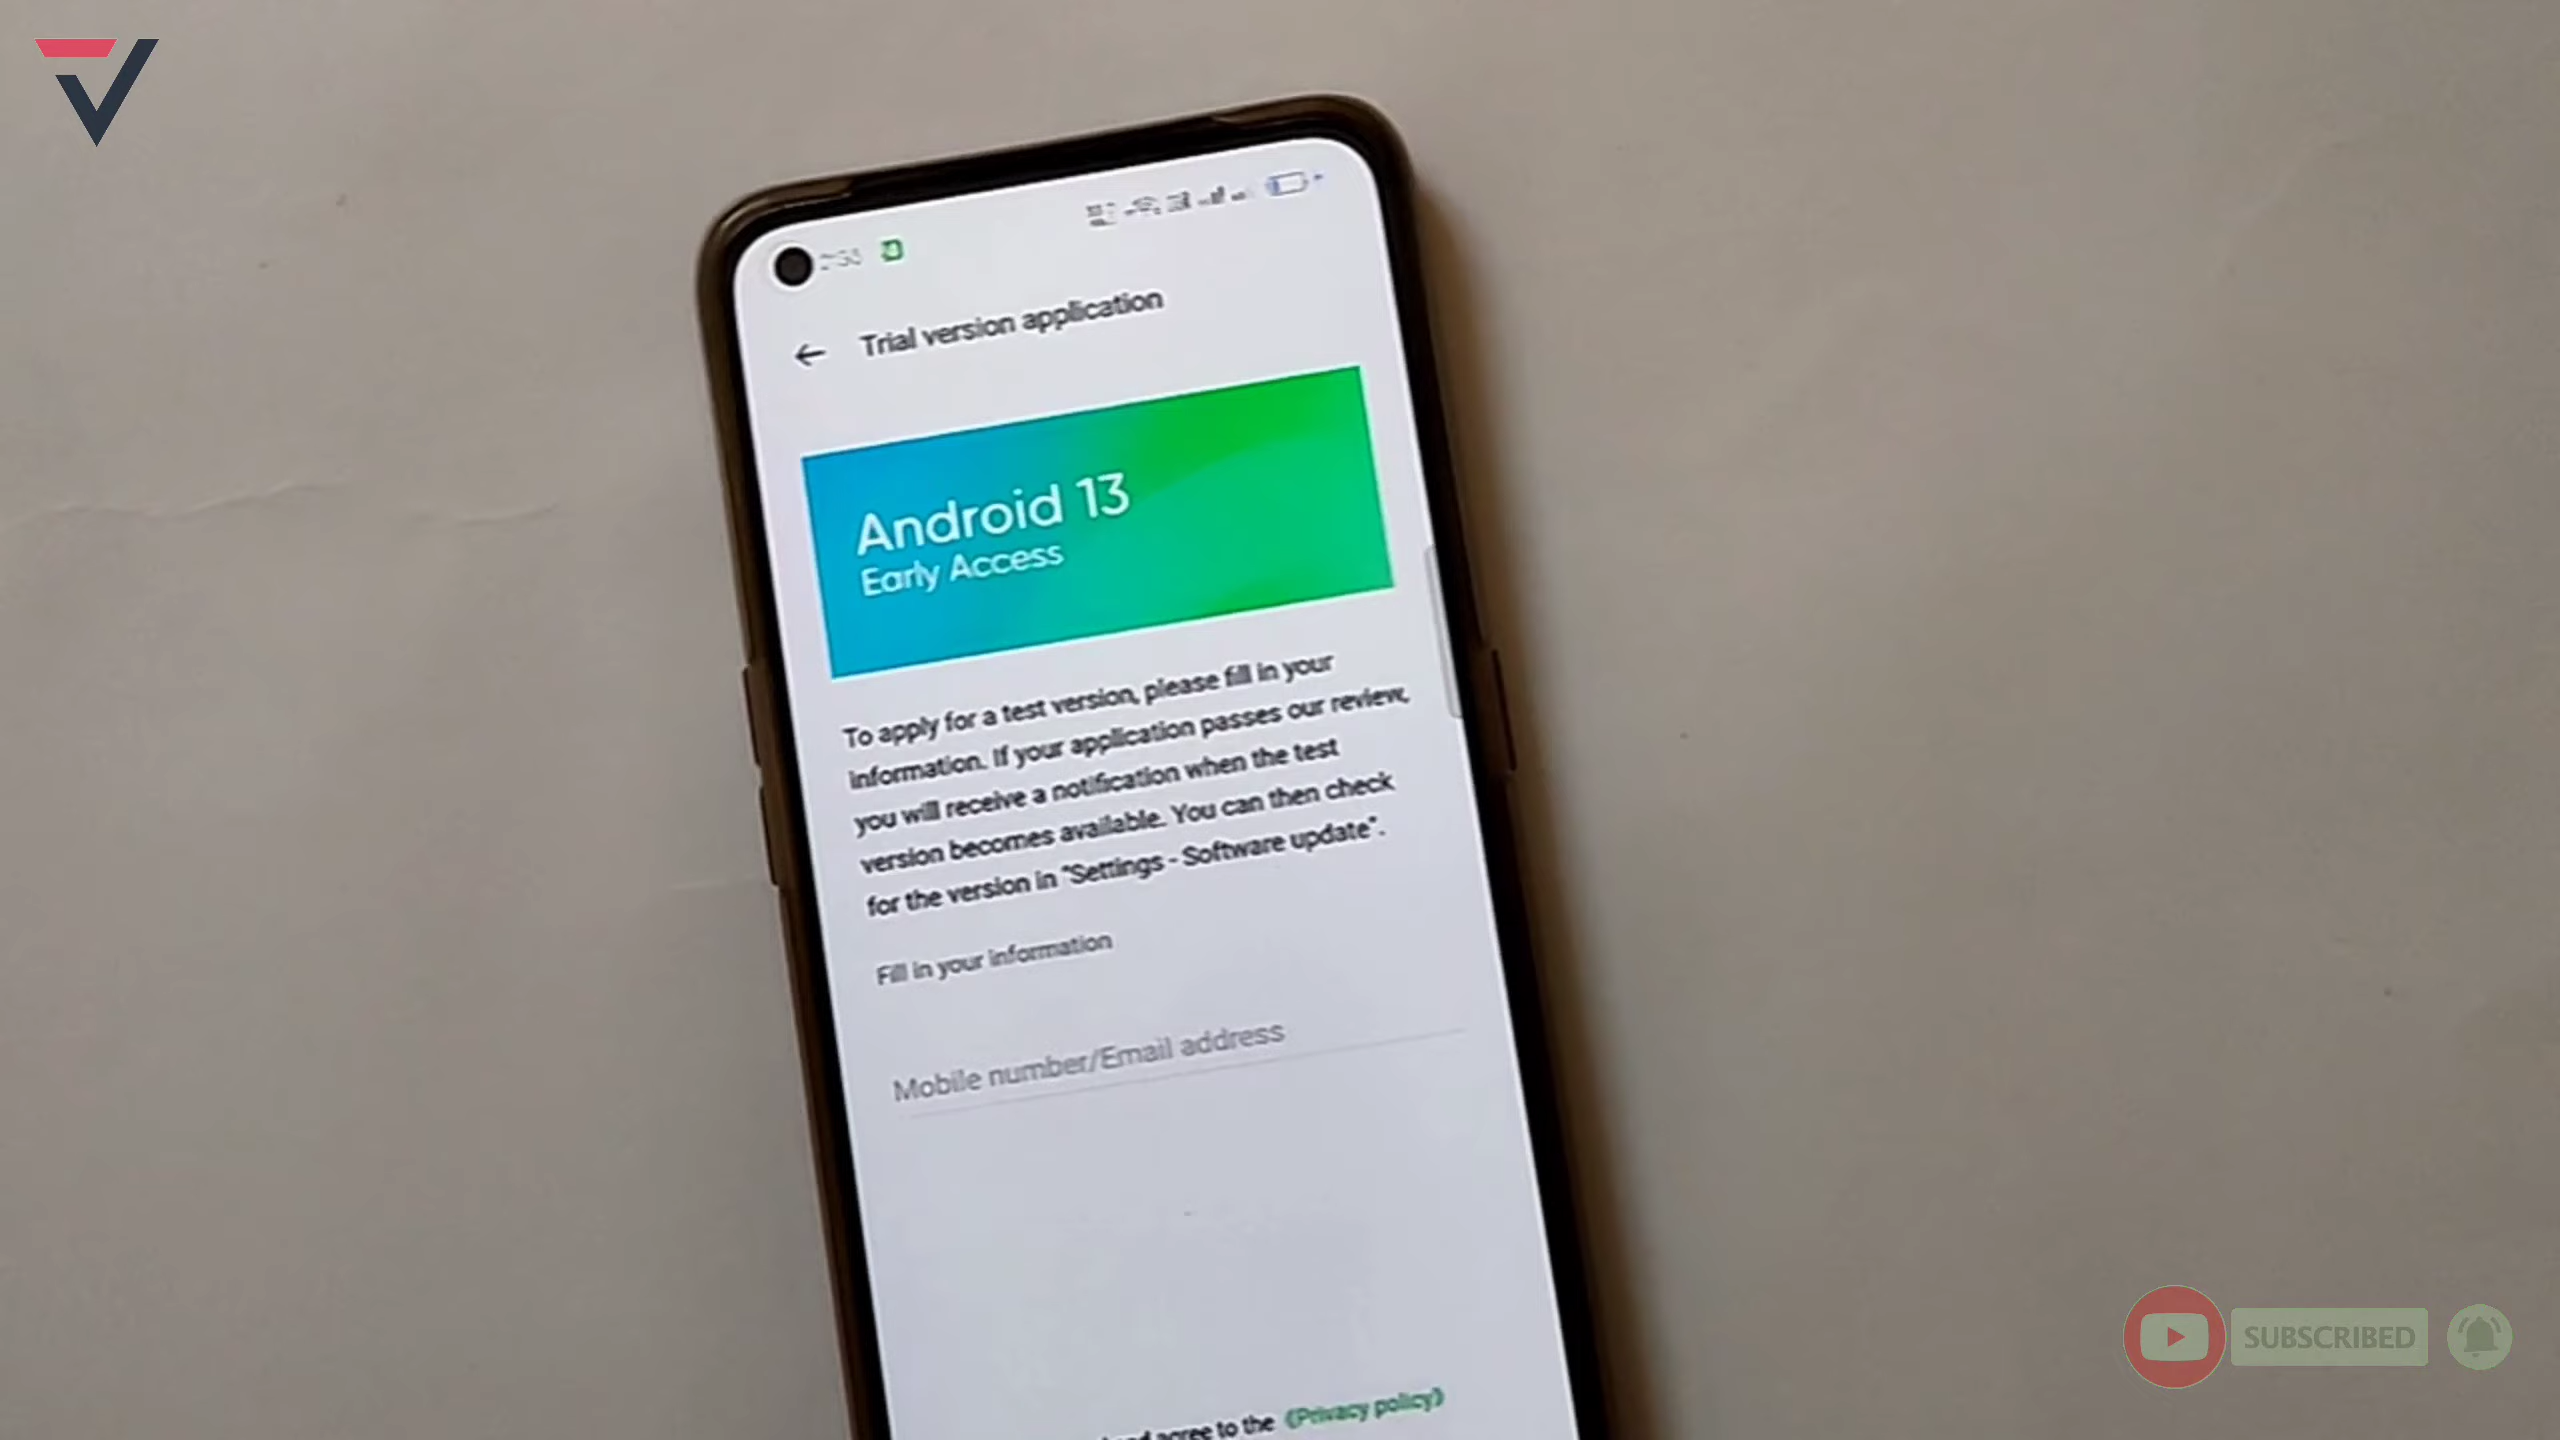 Trial version application
Android 13
Early Access
To apply for a test version, please fill in your
information. If your application passes our review,
you will receive a notification when the test
version becomes available. You can then check
for the version in "Settings - Software update".
Fill in your information
Mobile number/Email address
agree to the 《Privacy policy》
SUBSCRIBED